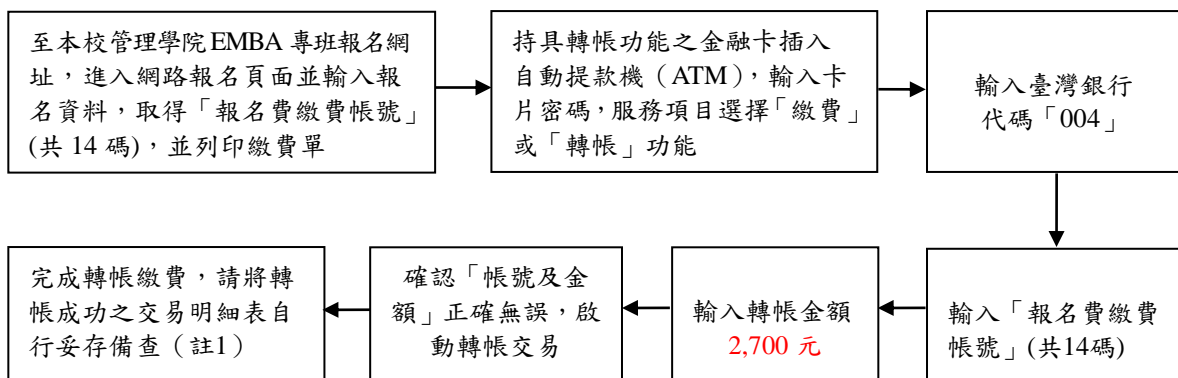 至本校管理學院EMBA 專班報名網
址，進入網路報名頁面並輸入報
名資料，取得「報名費繳費帳號」
(共 14 碼)，並列印繳費單
持具轉帳功能之金融卡插入
自動提款機（ATM），輸入卡
片密碼，服務項目選擇「繳費」
或「轉帳」功能
輸入臺灣銀行
代碼「004」
輸入「報名費繳費
帳號」(共14碼)
輸入轉帳金額
2,700 元
確認「帳號及金
額」正確無誤，啟
動轉帳交易
完成轉帳繳費，請將轉
帳成功之交易明細表自
行妥存備查（註1）